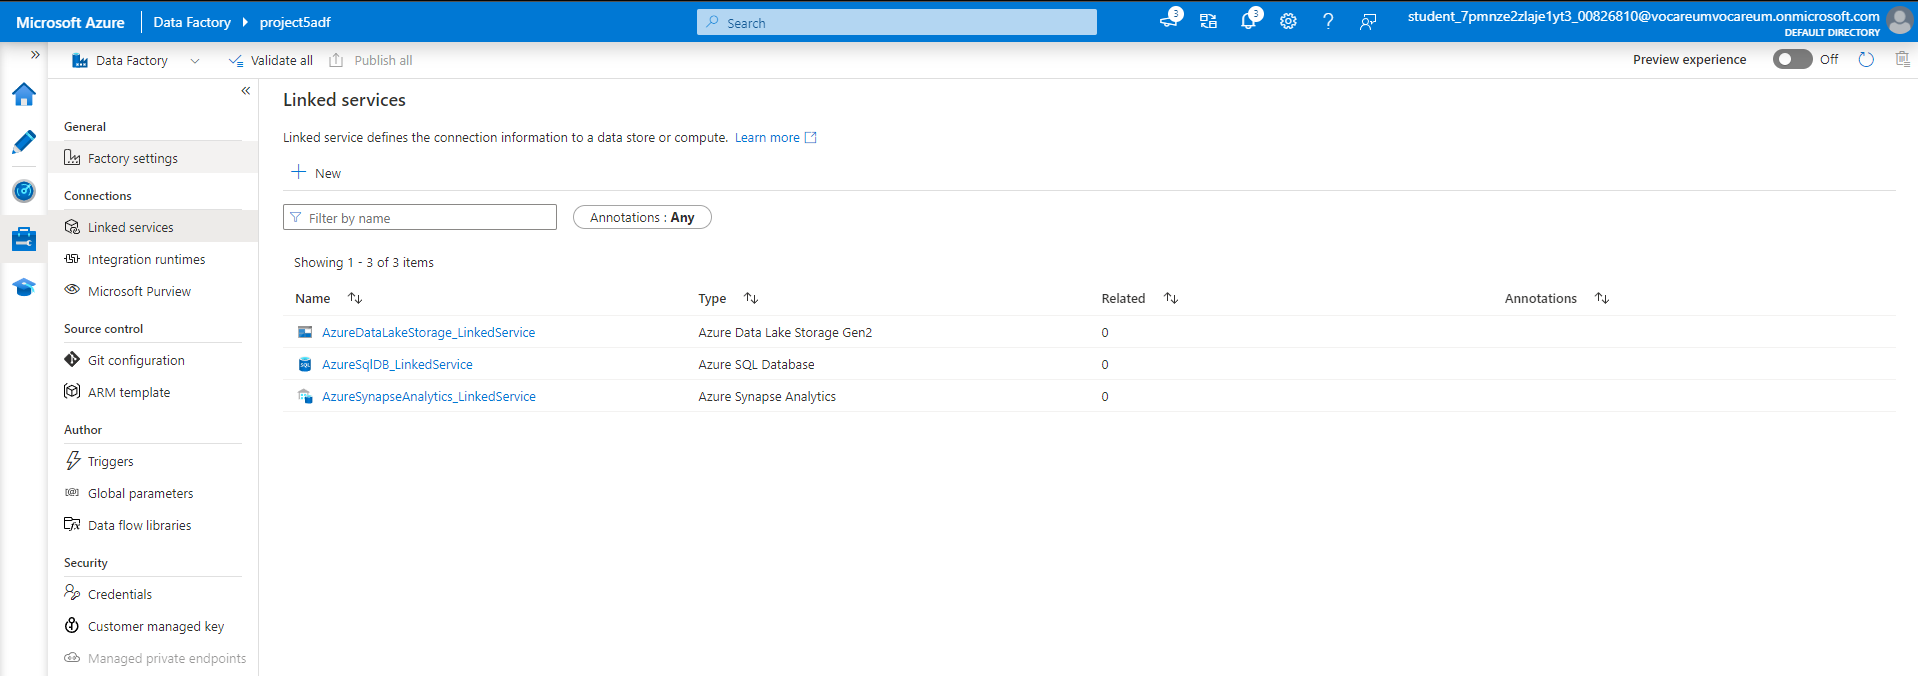 Microsoft Azure
Data Factory
project5adf
Search
3
3
student_7pmnze2zlaje1yt3_00826810@vocareumvocareum.onmicrosoft.com
DEFAULT DIRECTORY
Data Factory
Validate all
Publish all
Preview experience
Off
General
Factory settings
Connections
Linked services
Integration runtimes
Microsoft Purview
Source control
Git configuration
ARM template
Author
Triggers
Global parameters
Data flow libraries
Security
Credentials
Customer managed key
Managed private endpoints
Linked services
Linked service defines the connection information to a data store or compute. Learn more
New
Filter by name
Annotations : Any
Showing 1 - 3 of 3 items
Name Type Related Annotations
AzureDataLakeStorage_LinkedService Azure Data Lake Storage Gen2 0
AzureSqlDB_LinkedService Azure SQL Database 0
AzureSynapseAnalytics_LinkedService Azure Synapse Analytics 0